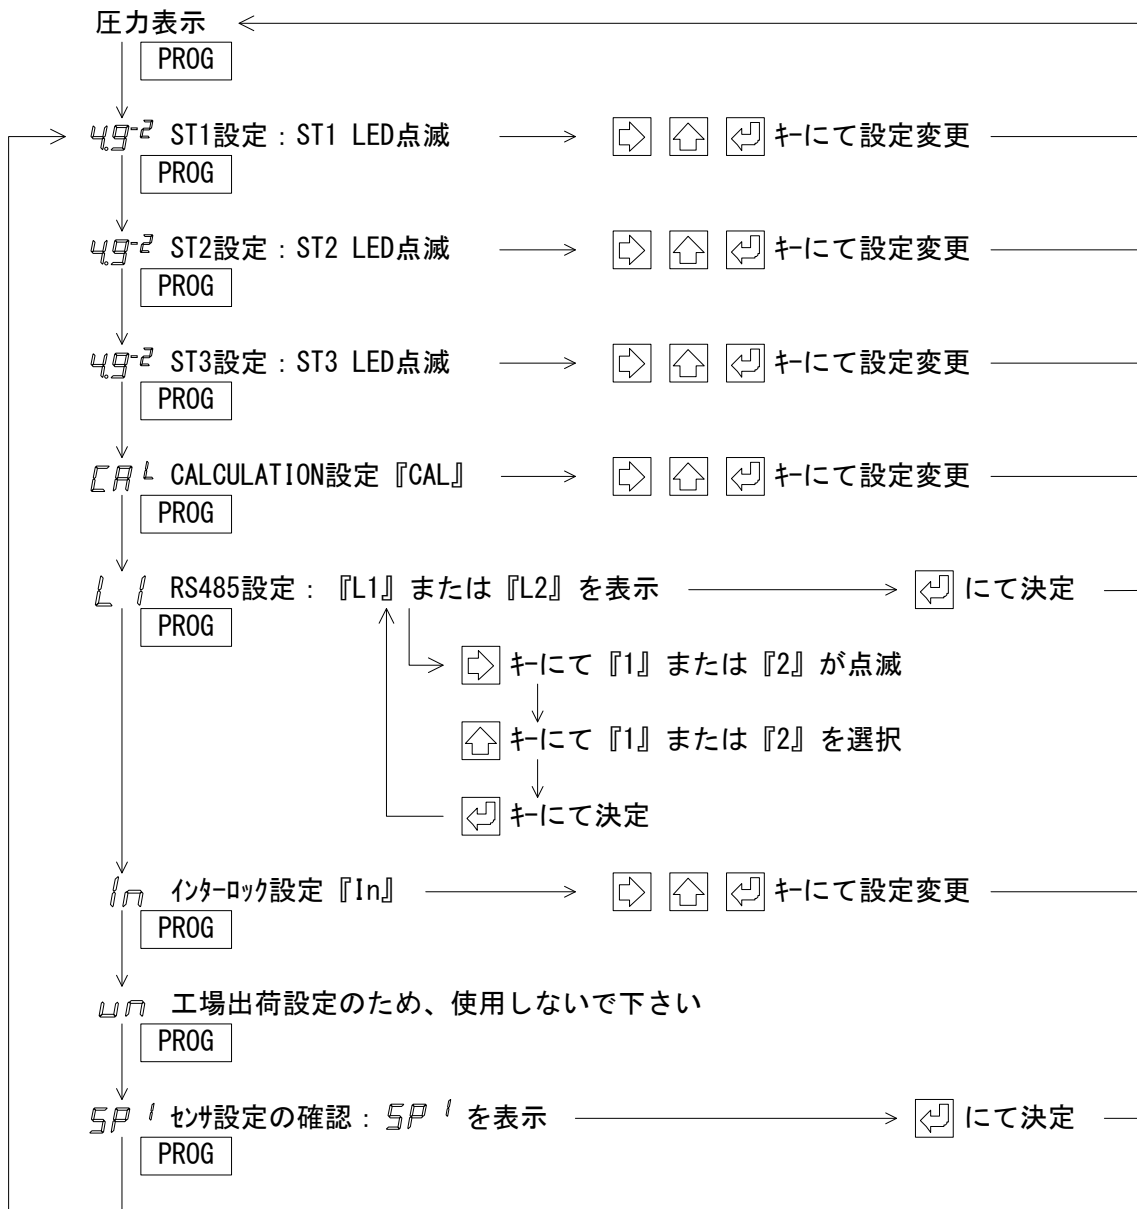 圧力表示
PROG
4.9-2 ST1設定：ST1 LED点滅 ｷｰにて設定変更
PROG
4.9-2 ST2設定：ST2 LED点滅 ｷｰにて設定変更
PROG
4.9-2 ST3設定：ST3 LED点滅 ｷｰにて設定変更
PROG
CAL CALCULATION設定『CAL』 ｷｰにて設定変更
PROG
L 1 RS485設定：『L1』または『L2』を表示 にて決定
PROG
ｷｰにて『1』または『2』が点滅
ｷｰにて『1』または『2』を選択
ｷｰにて決定
In ｲﾝﾀｰﾛｯｸ設定『In』 ｷｰにて設定変更
PROG
un 工場出荷設定のため、使用しないで下さい
PROG
SP 1 ｾﾝｻ設定の確認：SP 1 を表示 にて決定
PROG